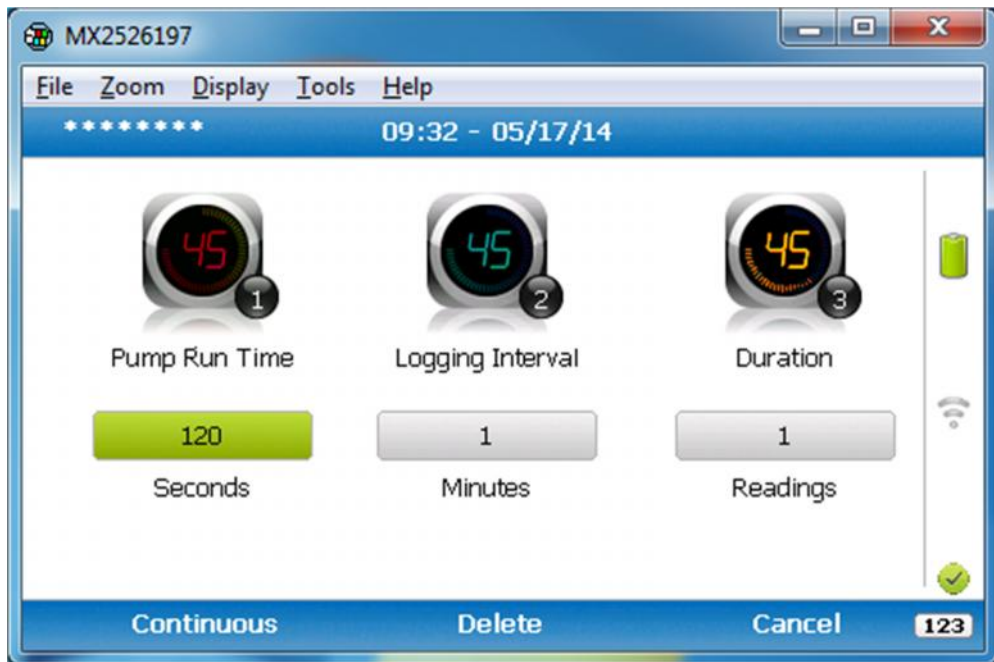 MX2526197
File Zoom Display Tools Help
******** 09:32 - 05/17/14
45 45 45
1 2 3
Pump Run Time Logging Interval Duration
120 1 1
Seconds Minutes Readings
Continuous Delete Cancel 123